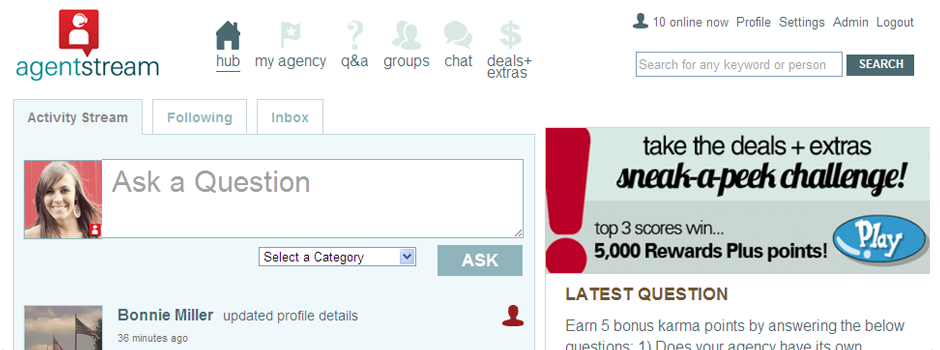 10 online now Profile Settings Admin Logout
agentstream
hub my agency q&a groups chat deals+
extras
Search for any keyword or person SEARCH
Activity Stream Following Inbox
Ask a Question
Select a Category ASK
Bonnie Miller updated profile details
36 minutes ago
take the deals + extras
sneak-a-peek challenge!
top 3 scores win...
5,000 Rewards Plus points!
Play
LATEST QUESTION
Earn 5 bonus karma points by answering the below
questions: 1) Does your agency have its own